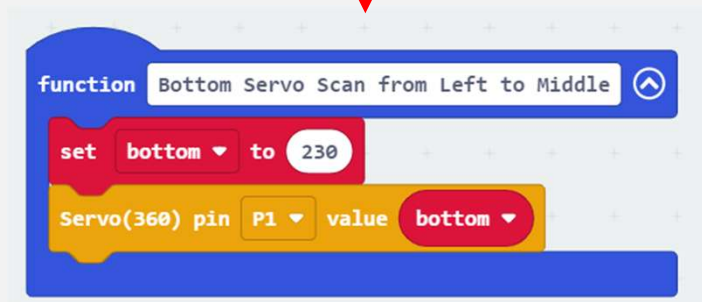 function Bottom Servo Scan from Left to Middle
set bottom to 230
Servo(360) pin P1 value bottom